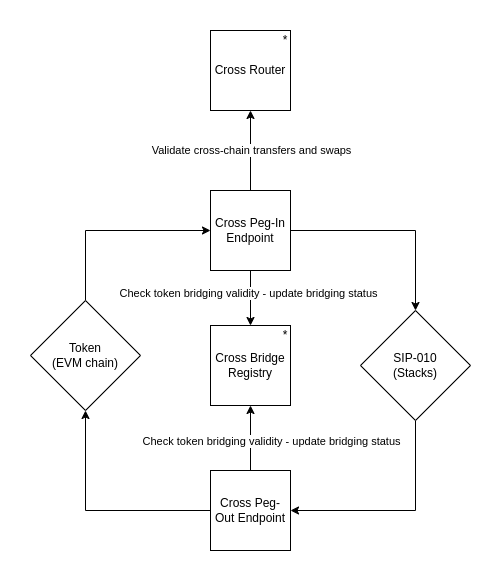 *
Cross Router
Validate cross-chain transfers and swaps
Cross Peg-In
Endpoint
Check token bridging validity - update bridging status
Token
(EVM chain)
*
Cross Bridge
Registry
SIP-010
(Stacks)
Check token bridging validity - update bridging status
Cross Peg-
Out Endpoint